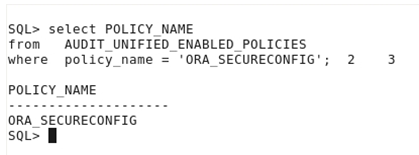 SQL> select POLICY_NAME
from   AUDIT_UNIFIED_ENABLED_POLICIES
where  policy_name = 'ORA_SECURECONFIG';  2    3

POLICY_NAME
--------------------
ORA_SECURECONFIG
SQL>